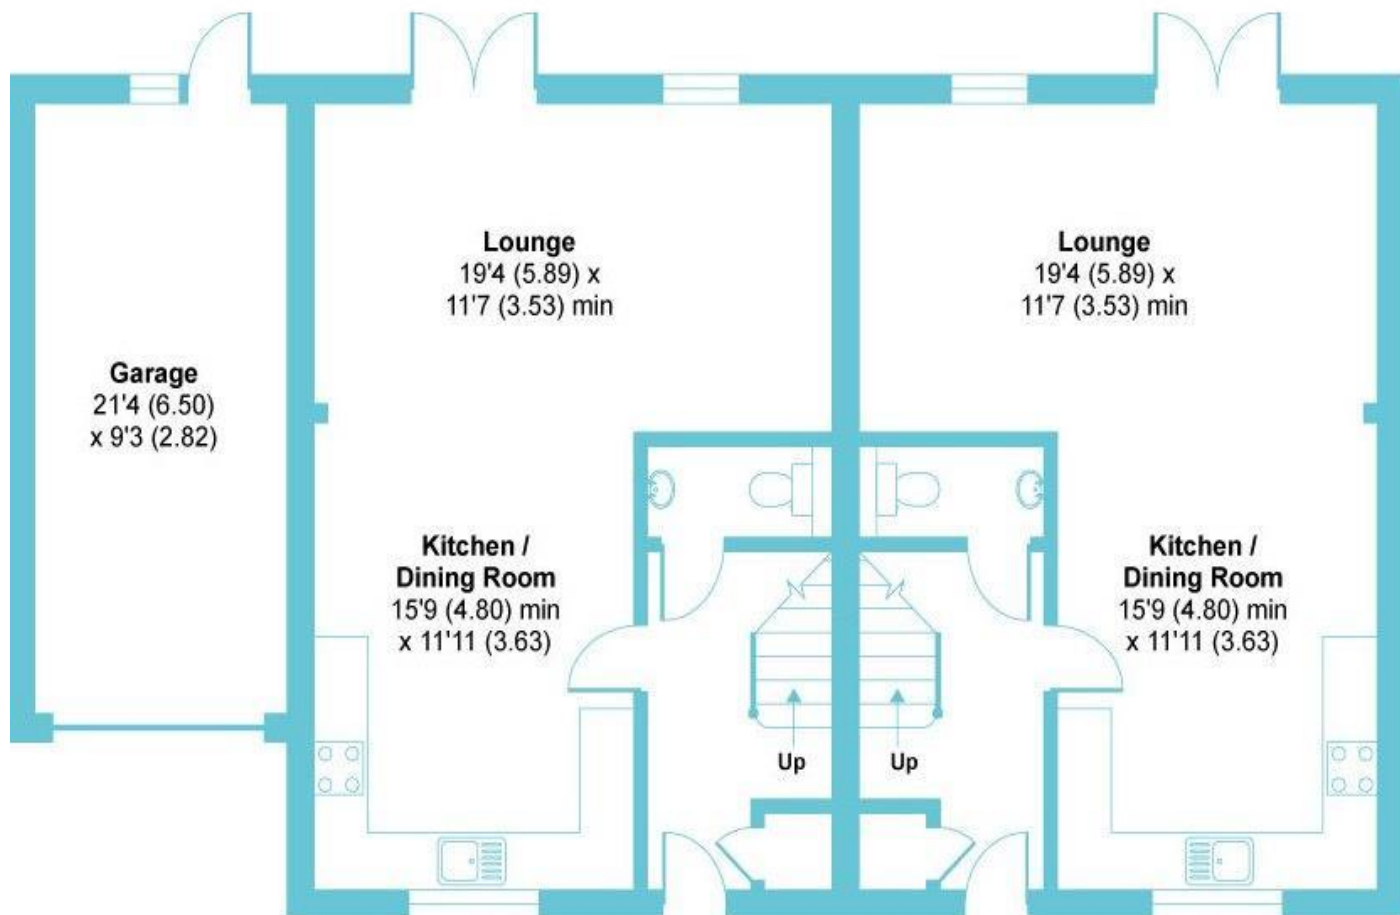 Lounge
19'4 (5.89) x
11'7 (3.53) min
Lounge
19'4 (5.89) x
11'7 (3.53) min
Garage
21'4 (6.50)
x 9'3 (2.82)
Kitchen /
Dining Room
15'9 (4.80) min
x 11'11 (3.63)
Kitchen /
Dining Room
15'9 (4.80) min
x 11'11 (3.63)
Up
Up